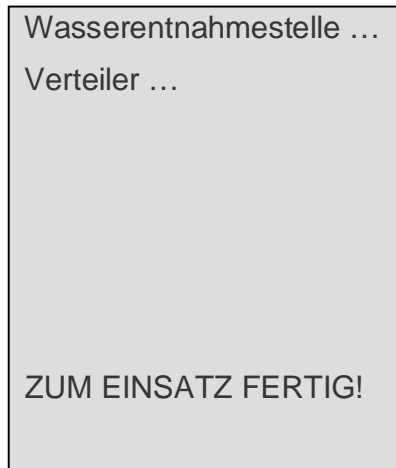 Wasserentnahmestelle …
Verteiler …
ZUM EINSATZ FERTIG!